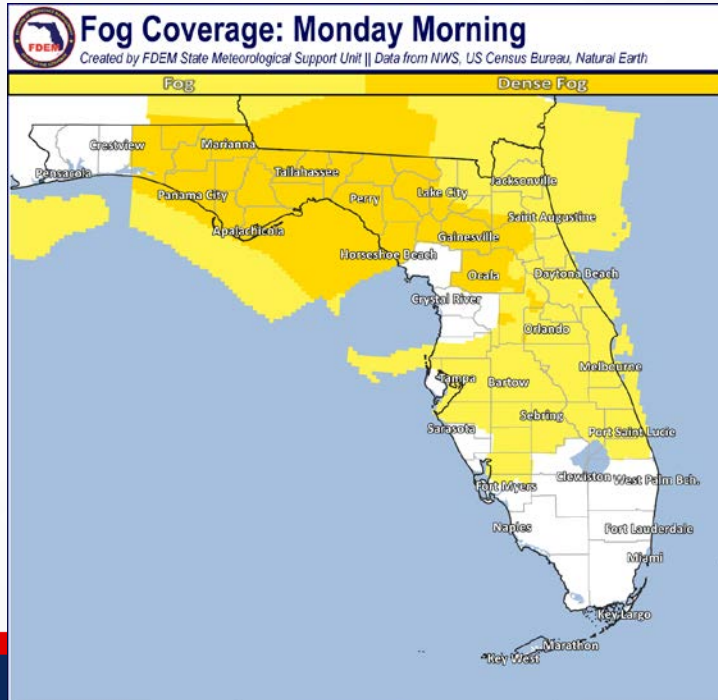 FDEM
Fog Coverage: Monday Morning
Created by FDEM State Meteorological Support Unit || Data from NWS, US Census Bureau, Natural Earth
Fog
Dense Fog
Crestview
Marianna
Pensacola
Tallahassee
Jacksonville
Panama City
Perry
Lake City
Saint Augustine
Apalachicola
Gainesville
Horseshoe Beach
Ocala
Daytona Beach
Crystal River
Orlando
Melbourne
Tampa
Bartow
Sebring
Sarasota
Port Saint Lucie
Clewiston
West Palm Bch.
Fort Myers
Naples
Fort Lauderdale
Miami
Key Largo
Marathon
Key West